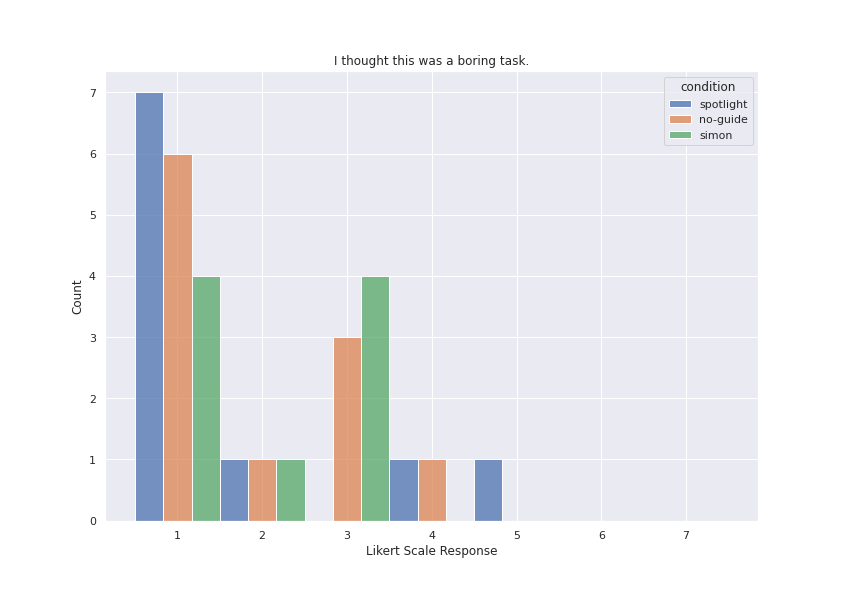 I thought this was a boring task.
condition
spotlight
no-guide
simon
Count
7
6
5
4
3
2
1
0
1 2 3 4 5 6 7
Likert Scale Response